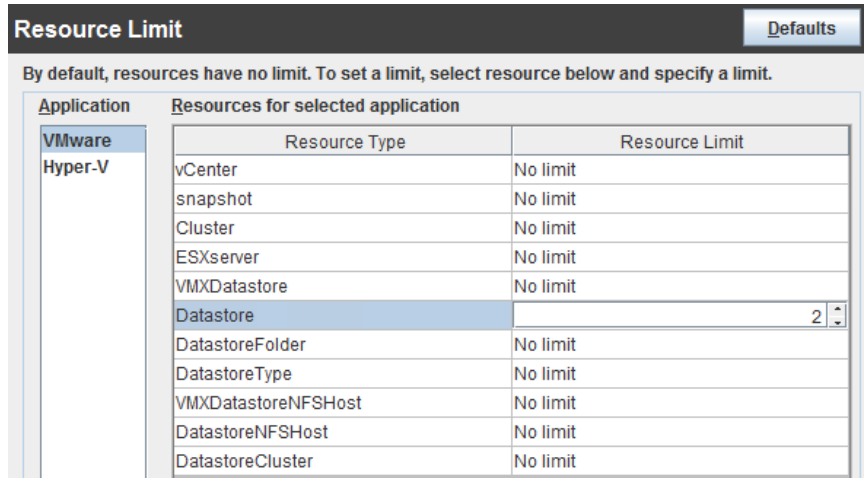 Resource Limit
Defaults
By default, resources have no limit. To set a limit, select resource below and specify a limit.
Application
Resources for selected application
VMware
Hyper-V
Resource Type Resource Limit
vCenter No limit
snapshot No limit
Cluster No limit
ESXserver No limit
VMXDatastore No limit
Datastore 2
DatastoreFolder No limit
DatastoreType No limit
VMXDatastoreNFSHost No limit
DatastoreNFSHost No limit
DatastoreCluster No limit